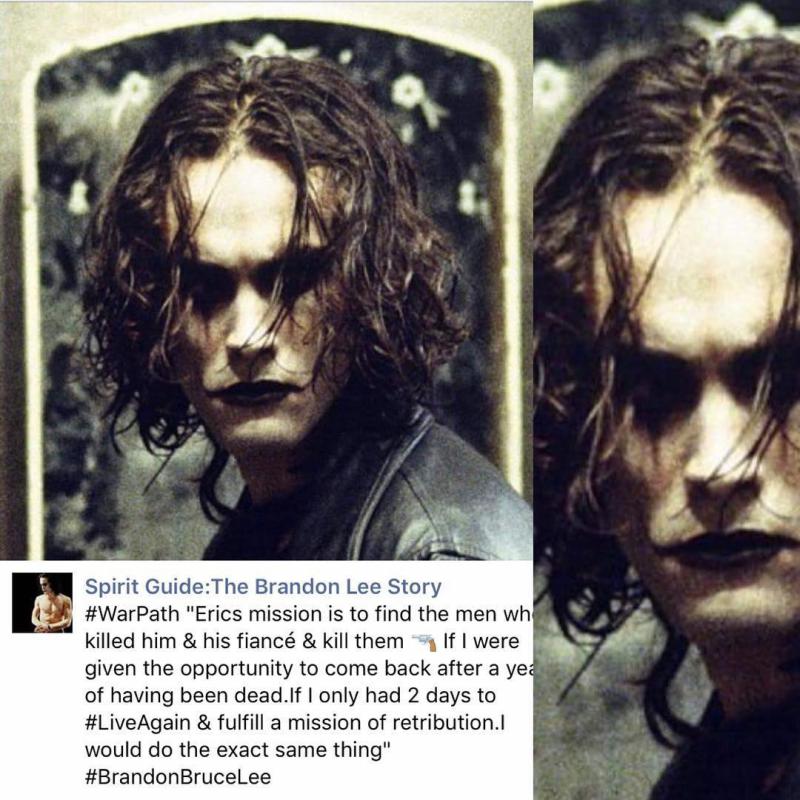 Spirit Guide:The Brandon Lee Story
#WarPath "Erics mission is to find the men
killed him & his fiancé & kill them 🔫 If I were
given the opportunity to come back after a
of having been dead.If I only had 2 days to
#LiveAgain & fulfill a mission of retribution.I
would do the exact same thing"
#BrandonBruceLee